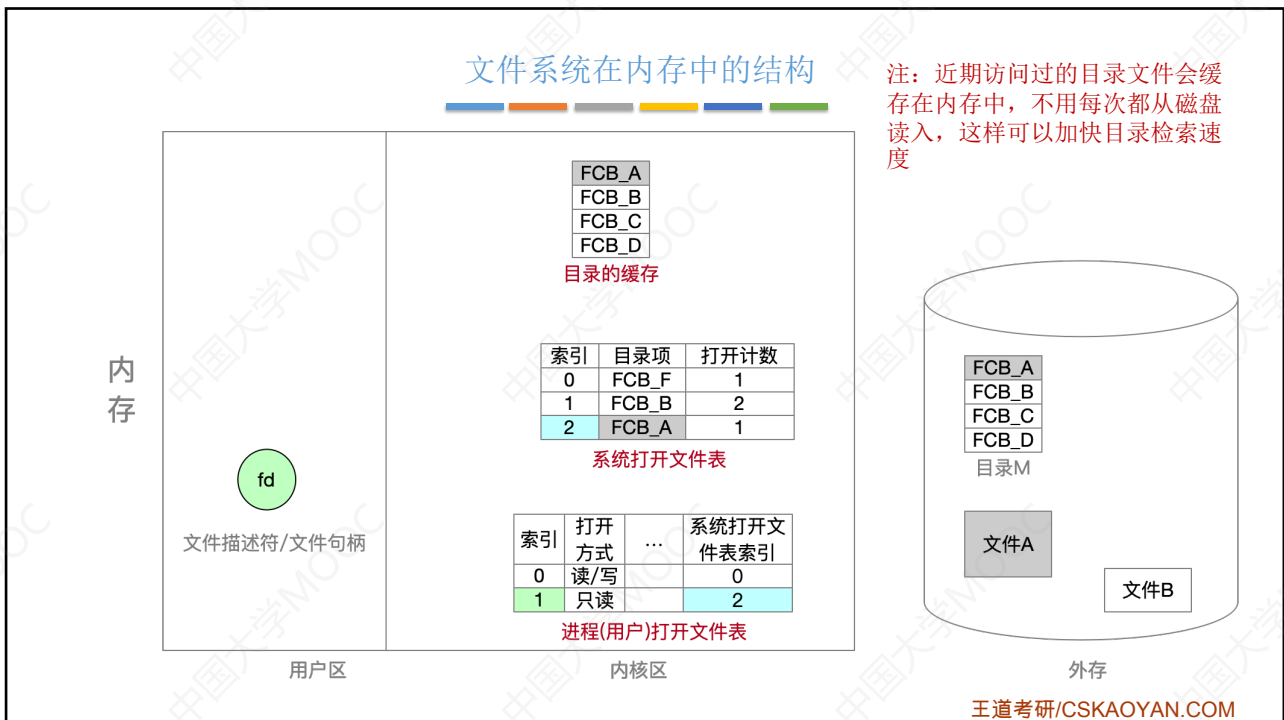 文件系统在内存中的结构
注：近期访问过的目录文件会缓
存在内存中，不用每次都从磁盘
读入，这样可以加快目录检索速
度
FCB_A
FCB_B
FCB_C
FCB_D
目录的缓存
内
存
索引 目录项 打开计数
0 FCB_F 1
1 FCB_B 2
2 FCB_A 1
系统打开文件表
fd
文件描述符/文件句柄
索引 打开 … 系统打开文
方式 件表索引
0 读/写 0
1 只读 2
进程(用户)打开文件表
用户区
内核区
FCB_A
FCB_B
FCB_C
FCB_D
目录M
文件A
文件B
外存
王道考研/CSKAOYAN.COM
中国大学MOOC